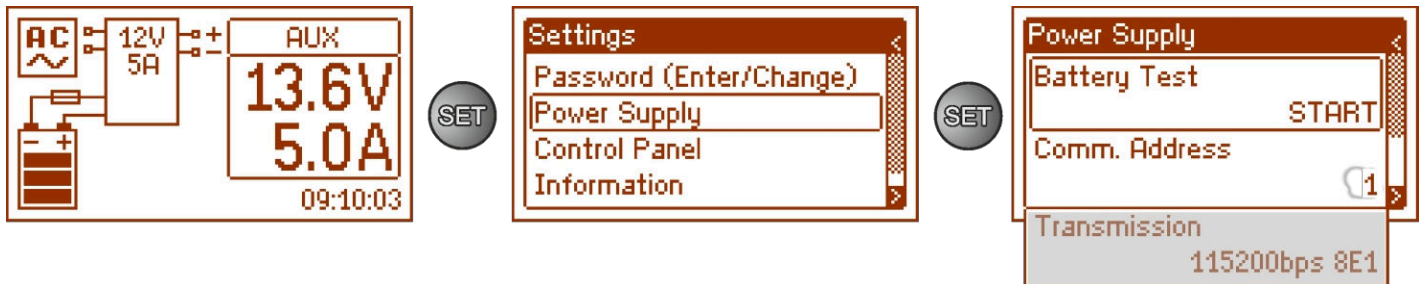 AC
12V
5A
+
-
AUX
13.6V
5.0A
- +
09:10:03
SET
Settings
Password (Enter/Change)
Power Supply
Control Panel
Information
SET
Power Supply
Battery Test
START
Comm. Address
1
Transmission
115200bps 8E1